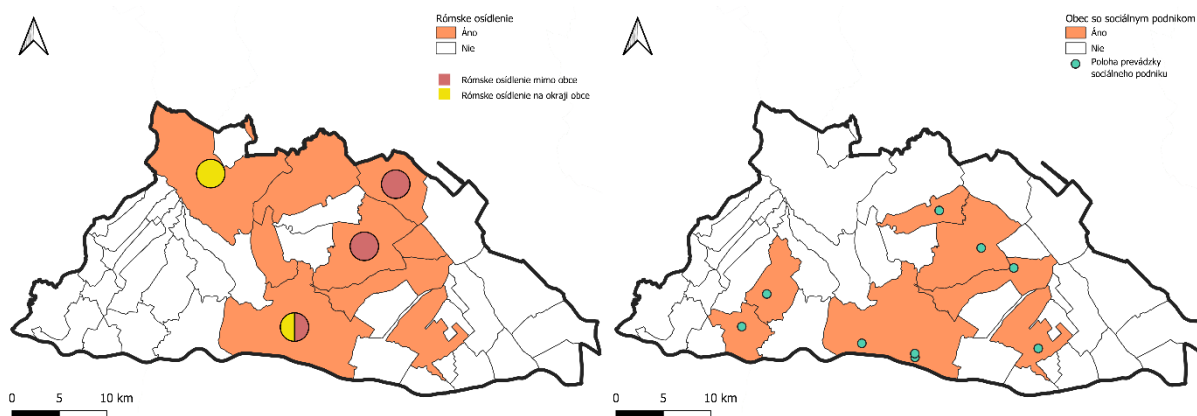 Rómske osídlenie
Áno
Nie
Rómske osídlenie mimo obce
Rómske osídlenie na okraji obce
0 5 10 km
Obec so sociálnym podnikom
Áno
Nie
Poloha prevádzky
sociálneho podniku
0 5 10 km